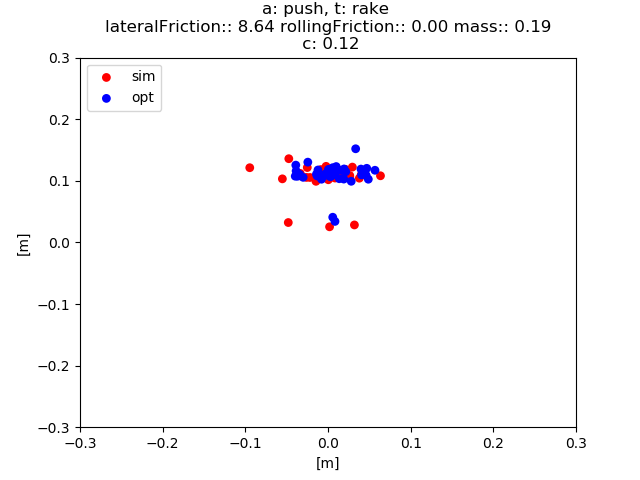 a: push, t: rake
lateralFriction:: 8.64 rollingFriction:: 0.00 mass:: 0.19
c: 0.12
sim
opt
0.3
0.2
0.1
0.0
−0.1
−0.2
−0.3
[m]
−0.3
−0.2
−0.1
0.0
0.1
0.2
0.3
[m]